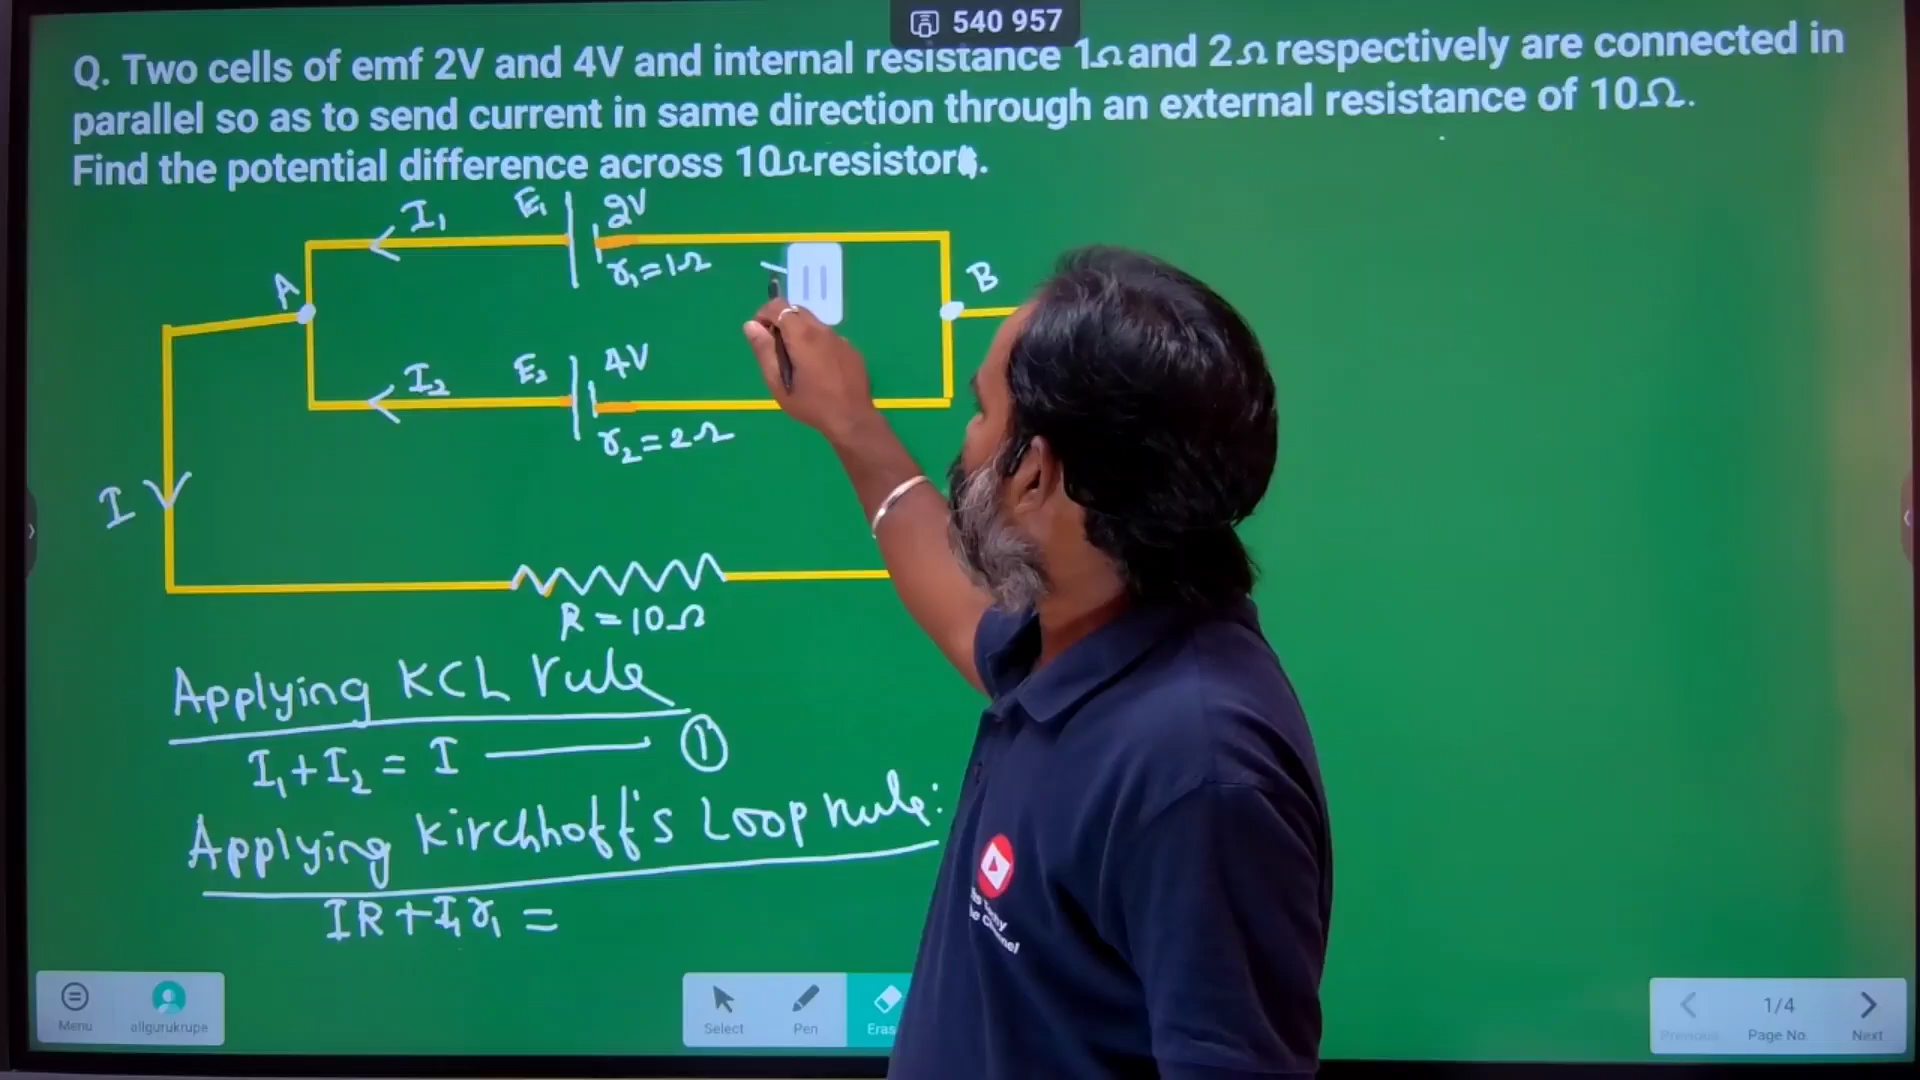 540 957
Q. Two cells of emf 2V and 4V and internal resistance 1Ω and 2Ω respectively are connected in
parallel so as to send current in same direction through an external resistance of 10Ω.
Find the potential difference across 10Ω resistor.
I₁ E₁ 2V
r₁=1Ω
A B
I₂ E₂ 4V
r₂=2Ω
I
R=10Ω
Applying KCL rule
I₁+I₂ = I ——— ①
Applying Kirchhoff's Loop rule:
IR+I₁r₁ =
Menu allgurukrupe
Select Pen Eras
1/4
Previous Page No Next